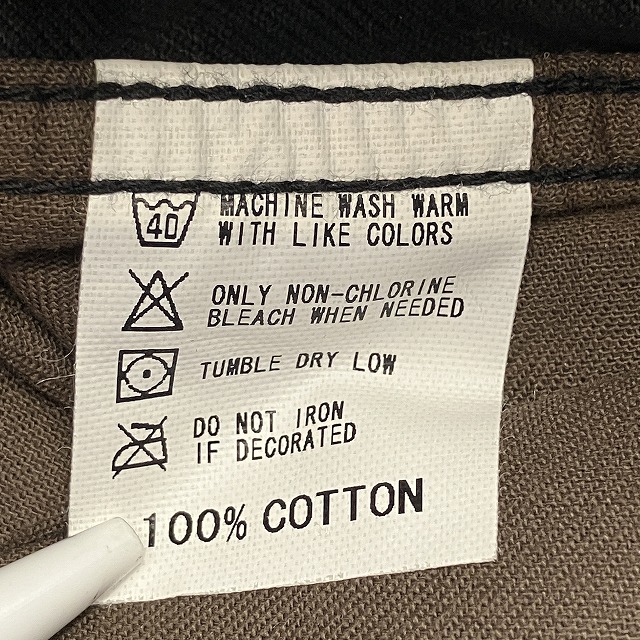 40 MACHINE WASH WARM
WITH LIKE COLORS
ONLY NON-CHLORINE
BLEACH WHEN NEEDED
TUMBLE DRY LOW
DO NOT IRON
IF DECORATED
100% COTTON